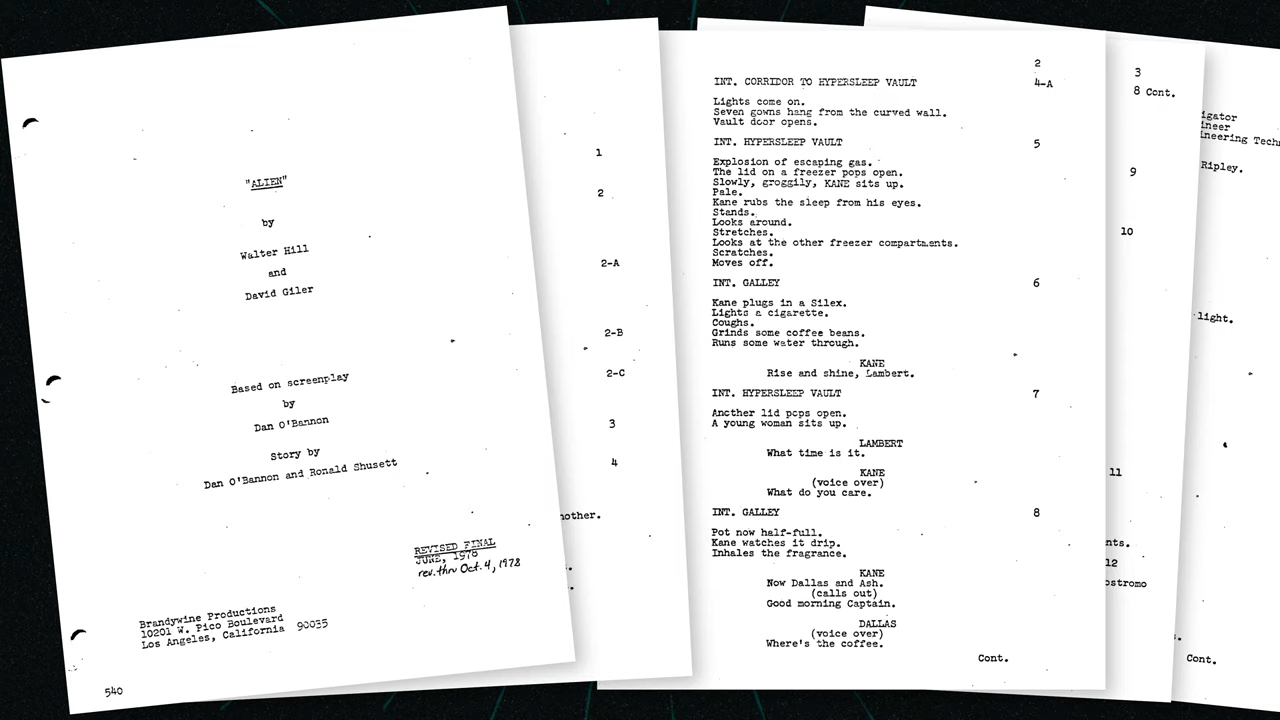 "ALIEN"
by
Walter Hill
and
David Giler
Based on screenplay
by
Dan O'Bannon
Story by
Dan O'Bannon and Ronald Shusett
REVISED FINAL
JUNE, 1978
rev. thru Oct. 4, 1978
Brandywine Productions
10201 W. Pico Boulevard
Los Angeles, California 90035
540
1
2
2-A
2-B
2-C
3
4
2
INT. CORRIDOR TO HYPERSLEEP VAULT 4-A
Lights come on.
Seven gowns hang from the curved wall.
Vault door opens.
INT. HYPERSLEEP VAULT 5
Explosion of escaping gas.
The lid on a freezer pops open.
Slowly, groggily, KANE sits up.
Pale.
Kane rubs the sleep from his eyes.
Stands.
Looks around.
Stretches.
Looks at the other freezer compartments.
Scratches.
Moves off.
INT. GALLEY 6
Kane plugs in a Silex.
Lights a cigarette.
Coughs.
Grinds some coffee beans.
Runs some water through.
KANE
Rise and shine, Lambert.
INT. HYPERSLEEP VAULT 7
Another lid pops open.
A young woman sits up.
LAMBERT
What time is it.
KANE
(voice over)
What do you care.
INT. GALLEY 8
Pot now half-full.
Kane watches it drip.
Inhales the fragrance.
KANE
Now Dallas and Ash.
(calls out)
Good morning Captain.
DALLAS
(voice over)
Where's the coffee.
Cont.
3
8 Cont.
9
10
11
12
Ripley.
light.
Cont.